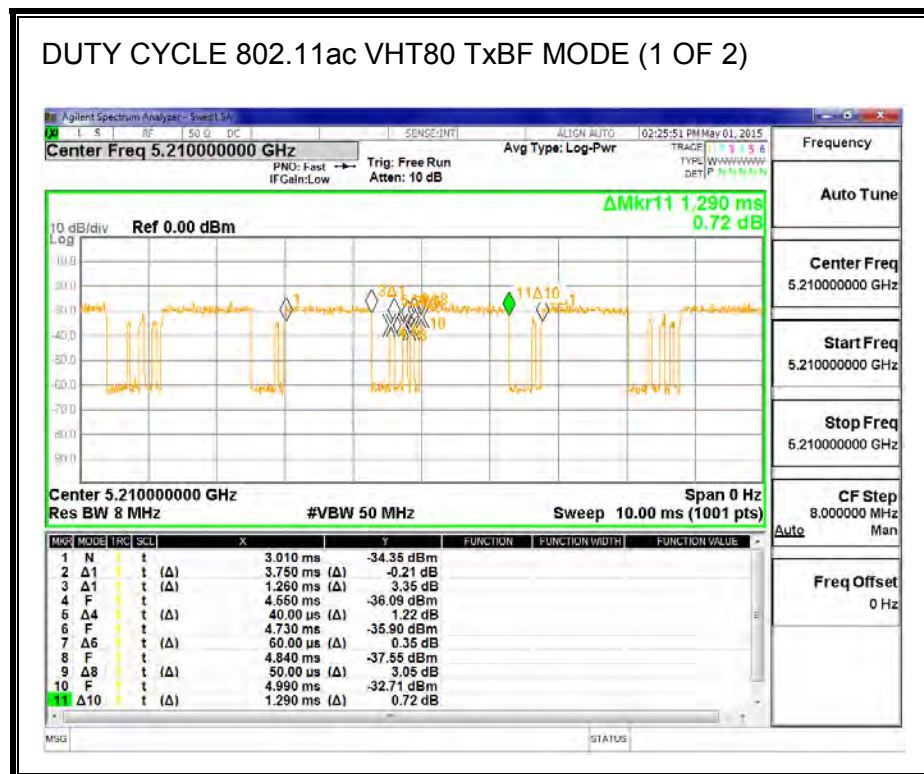 DUTY CYCLE 802.11ac VHT80 TxBF MODE (1 OF 2)
Agilent Spectrum Analyzer - Swept SA
L S RF 50 Ω DC SENSE:INT ALIGN AUTO 02:25:51 PM May 01, 2015
Center Freq 5.210000000 GHz
Avg Type: Log-Pwr
TRACE 1 2 3 4 5 6
PNO: Fast
Trig: Free Run
TYPE WWWWWW
IFGain:Low
Atten: 10 dB
DET P N N N N N
ΔMkr11 1.290 ms
0.72 dB
10 dB/div Ref 0.00 dBm
Log
3Δ1
11Δ10
10
1
Center 5.210000000 GHz Span 0 Hz
Res BW 8 MHz #VBW 50 MHz Sweep 10.00 ms (1001 pts)
MKR MODE TRC SCL X Y FUNCTION FUNCTION WIDTH FUNCTION VALUE
1 N 1 t 3.010 ms -34.35 dBm
2 Δ1 1 t (Δ) 3.750 ms (Δ) -0.21 dB
3 Δ1 1 t (Δ) 1.260 ms (Δ) 3.35 dB
4 F 1 t 4.560 ms -36.09 dBm
5 Δ4 1 t (Δ) 40.00 µs (Δ) 1.22 dB
6 F 1 t 4.730 ms -35.90 dBm
7 Δ6 1 t (Δ) 60.00 µs (Δ) 0.35 dB
8 F 1 t 4.840 ms -37.55 dBm
9 Δ8 1 t (Δ) 50.00 µs (Δ) 3.05 dB
10 F 1 t 4.990 ms -32.71 dBm
11 Δ10 1 t (Δ) 1.290 ms (Δ) 0.72 dB
MSG STATUS
Frequency
Auto Tune
Center Freq
5.210000000 GHz
Start Freq
5.210000000 GHz
Stop Freq
5.210000000 GHz
CF Step
8.000000 MHz
Auto Man
Freq Offset
0 Hz